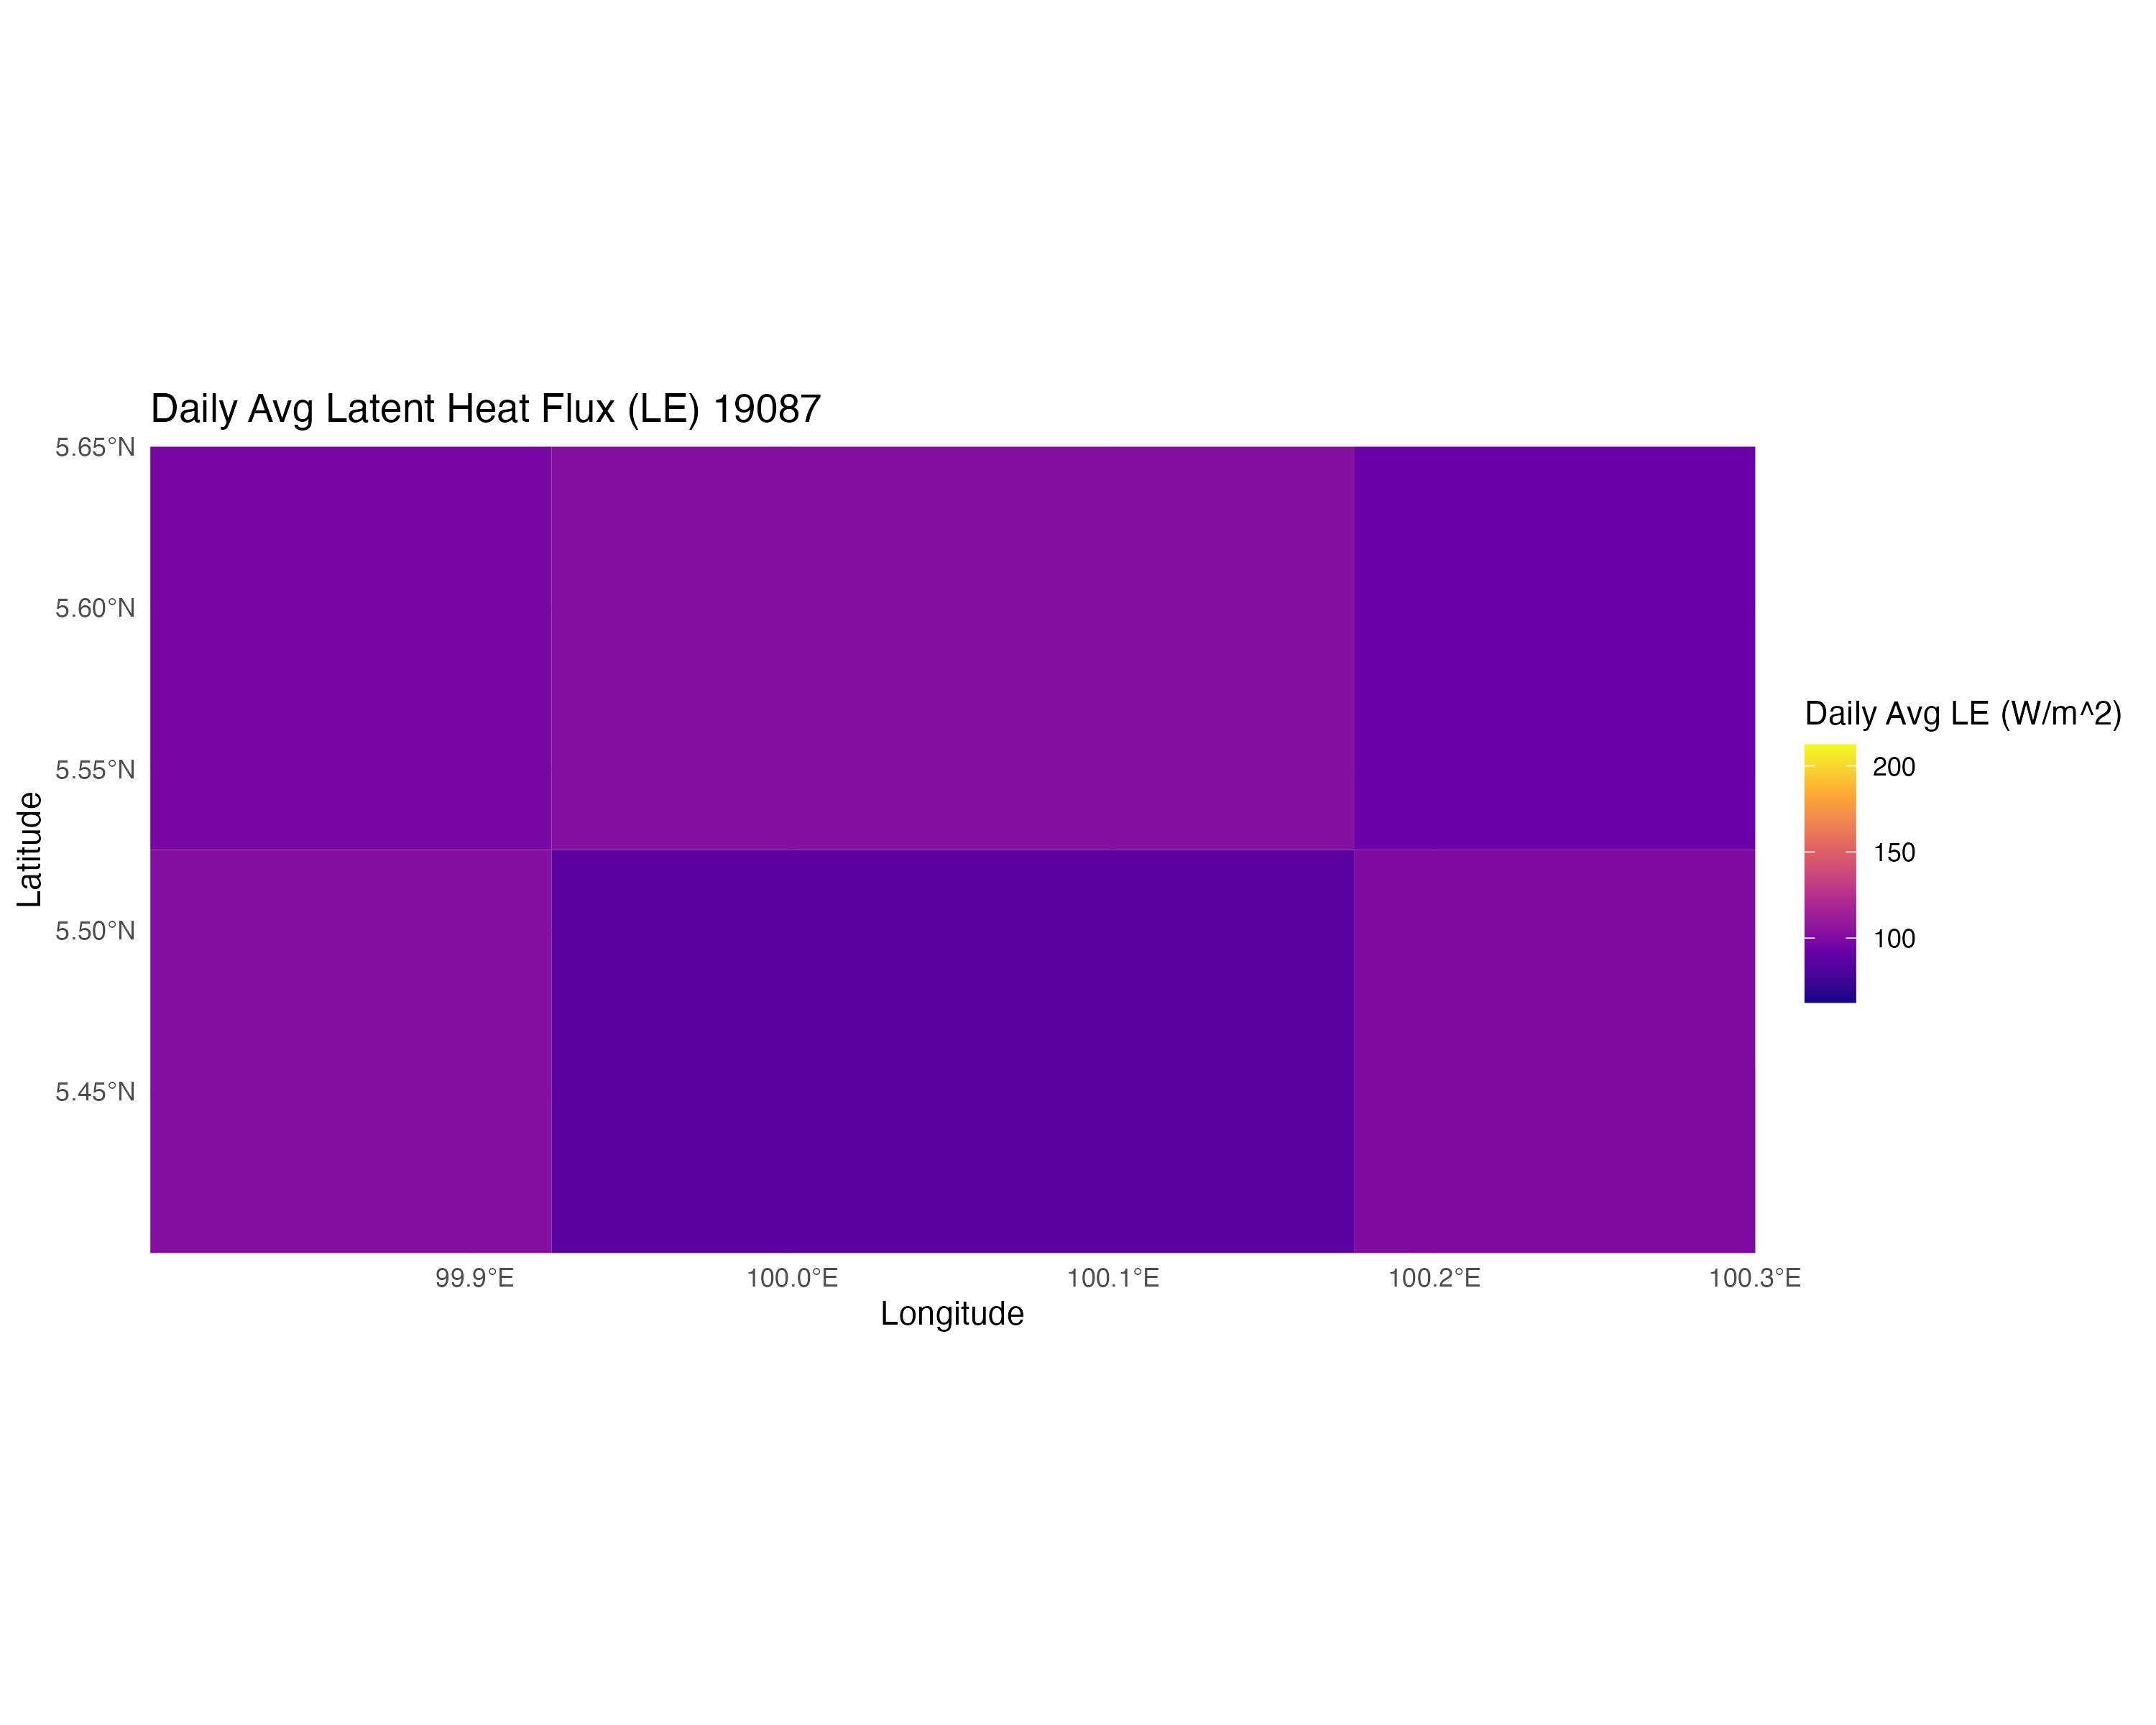 Daily Avg Latent Heat Flux (LE) 19087
5.65°N
5.60°N
5.55°N
5.50°N
5.45°N
Latitude
99.9°E
100.0°E
100.1°E
100.2°E
100.3°E
Longitude
Daily Avg LE (W/m^2)
200
150
100